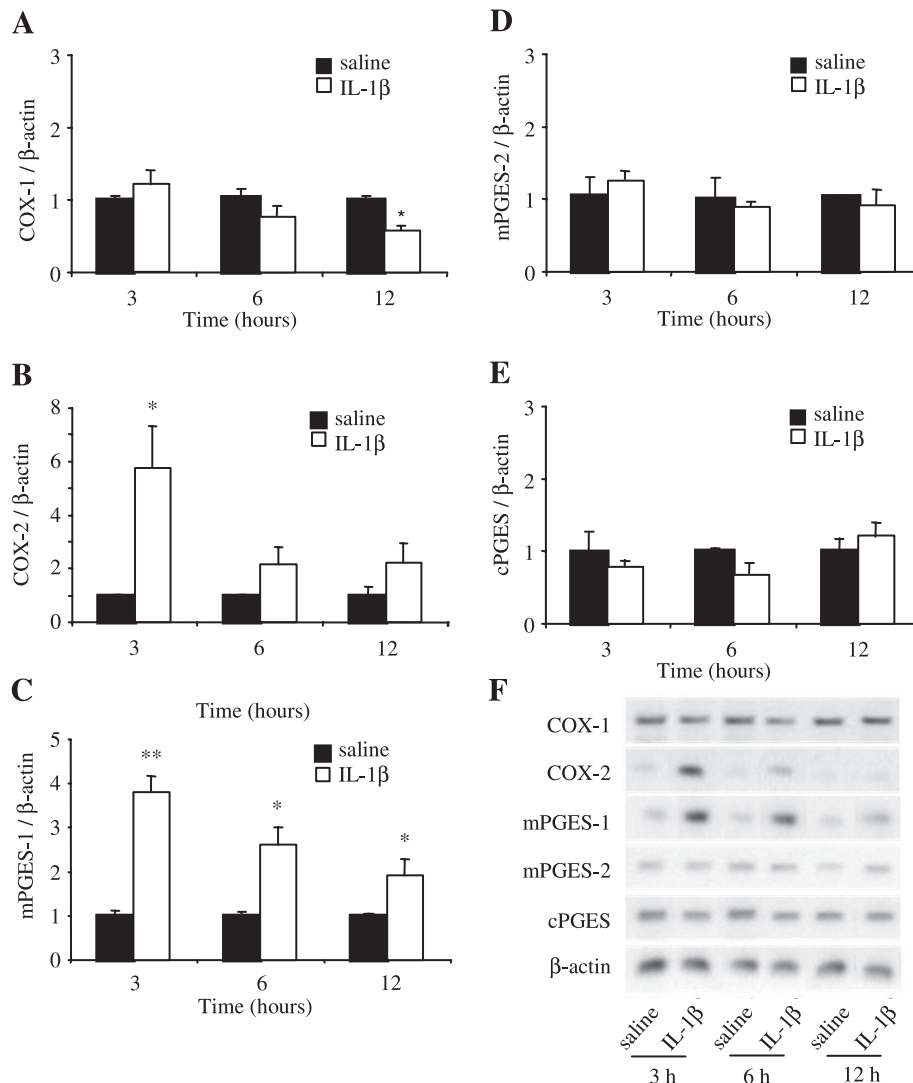 A
3
2
1
0
COX-1 / β-actin
saline
IL-1β
*
3 6 12
Time (hours)
B
8
6
4
2
0
COX-2 / β-actin
saline
IL-1β
*
3 6 12
Time (hours)
C
5
4
3
2
1
0
mPGES-1 / β-actin
saline
IL-1β
**
*
*
3 6 12
Time (hours)
D
3
2
1
0
mPGES-2 / β-actin
saline
IL-1β
3 6 12
Time (hours)
E
3
2
1
0
cPGES / β-actin
saline
IL-1β
3 6 12
Time (hours)
F
COX-1
COX-2
mPGES-1
mPGES-2
cPGES
β-actin
saline IL-1β saline IL-1β saline IL-1β
3 h 6 h 12 h